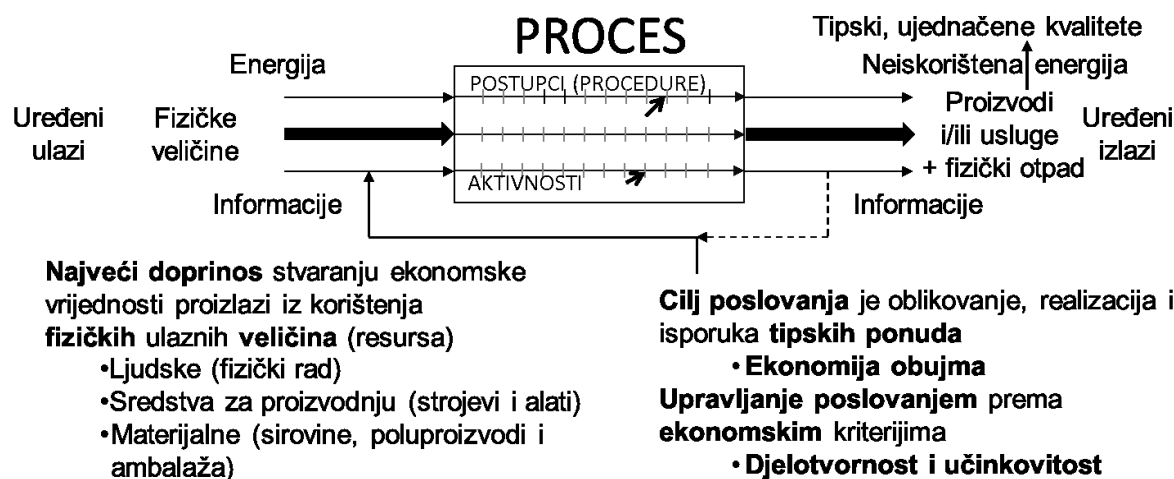 PROCES
Tipski, ujednačene kvalitete
Energija
Neiskorištena energija
POSTUPCI (PROCEDURE)
Uređeni ulazi
Fizičke veličine
Proizvodi
i/ili usluge
+ fizički otpad
Uređeni izlazi
AKTIVNOSTI
Informacije
Informacije
Najveći doprinos stvaranju ekonomske
vrijednosti proizlazi iz korištenja
fizičkih ulaznih veličina (resursa)
•Ljudske (fizički rad)
•Sredstva za proizvodnju (strojevi i alati)
•Materijalne (sirovine, poluproizvodi i
ambalaža)
Cilj poslovanja je oblikovanje, realizacija i
isporuka tipskih ponuda
•Ekonomija obujma
Upravljanje poslovanjem prema
ekonomskim kriterijima
•Djelotvornost i učinkovitost